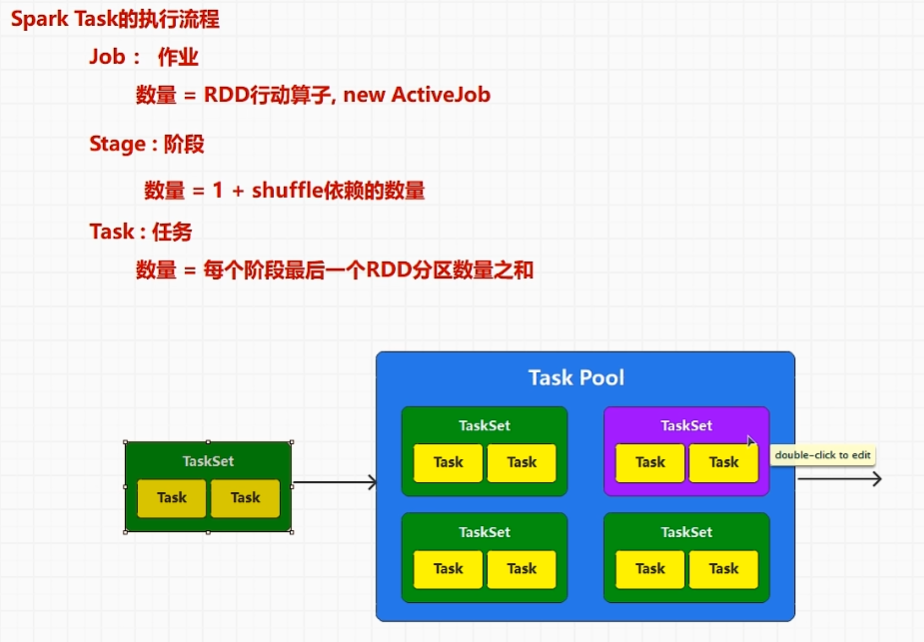 Spark Task的执行流程
Job： 作业
数量 = RDD行动算子, new ActiveJob
Stage : 阶段
数量 = 1 + shuffle依赖的数量
Task : 任务
数量 = 每个阶段最后一个RDD分区数量之和
Task Pool
TaskSet
Task Task
TaskSet
Task Task
double-click to edit
TaskSet
Task Task
TaskSet
Task Task
TaskSet
Task Task